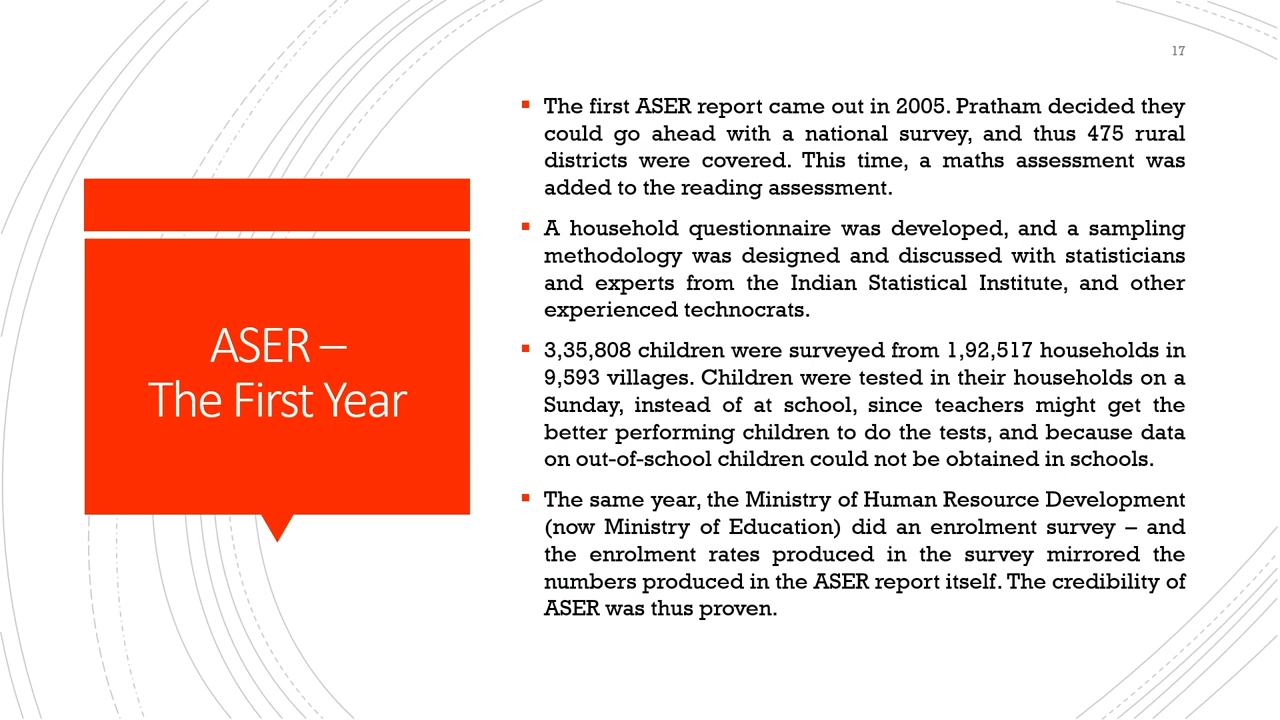 17
ASER –
The First Year
The first ASER report came out in 2005. Pratham decided they
could go ahead with a national survey, and thus 475 rural
districts were covered. This time, a maths assessment was
added to the reading assessment.
A household questionnaire was developed, and a sampling
methodology was designed and discussed with statisticians
and experts from the Indian Statistical Institute, and other
experienced technocrats.
3,35,808 children were surveyed from 1,92,517 households in
9,593 villages. Children were tested in their households on a
Sunday, instead of at school, since teachers might get the
better performing children to do the tests, and because data
on out-of-school children could not be obtained in schools.
The same year, the Ministry of Human Resource Development
(now Ministry of Education) did an enrolment survey – and
the enrolment rates produced in the survey mirrored the
numbers produced in the ASER report itself. The credibility of
ASER was thus proven.